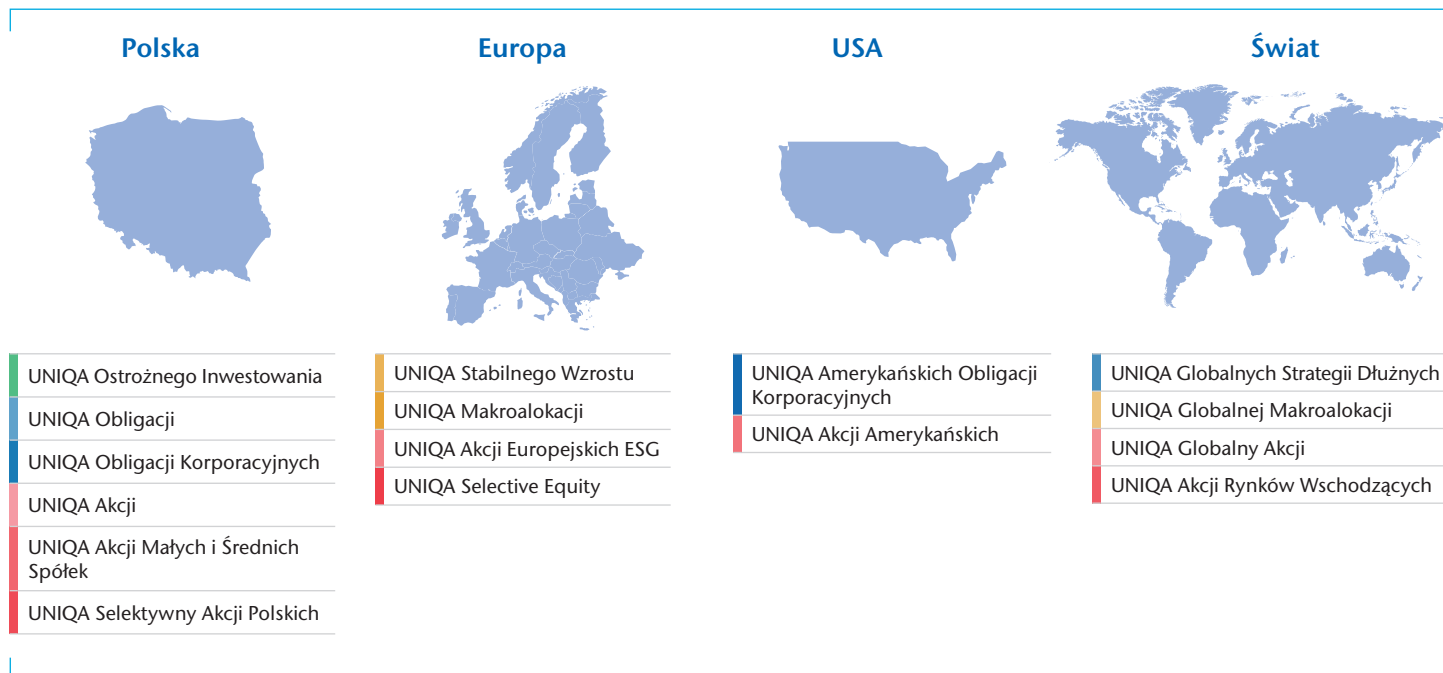 Polska
UNIQA Ostrożnego Inwestowania
UNIQA Obligacji
UNIQA Obligacji Korporacyjnych
UNIQA Akcji
UNIQA Akcji Małych i Średnich
Spółek
UNIQA Selektywny Akcji Polskich
Europa
UNIQA Stabilnego Wzrostu
UNIQA Makroalokacji
UNIQA Akcji Europejskich ESG
UNIQA Selective Equity
USA
UNIQA Amerykańskich Obligacji
Korporacyjnych
UNIQA Akcji Amerykańskich
Świat
UNIQA Globalnych Strategii Dłużnych
UNIQA Globalnej Makroalokacji
UNIQA Globalny Akcji
UNIQA Akcji Rynków Wschodzących